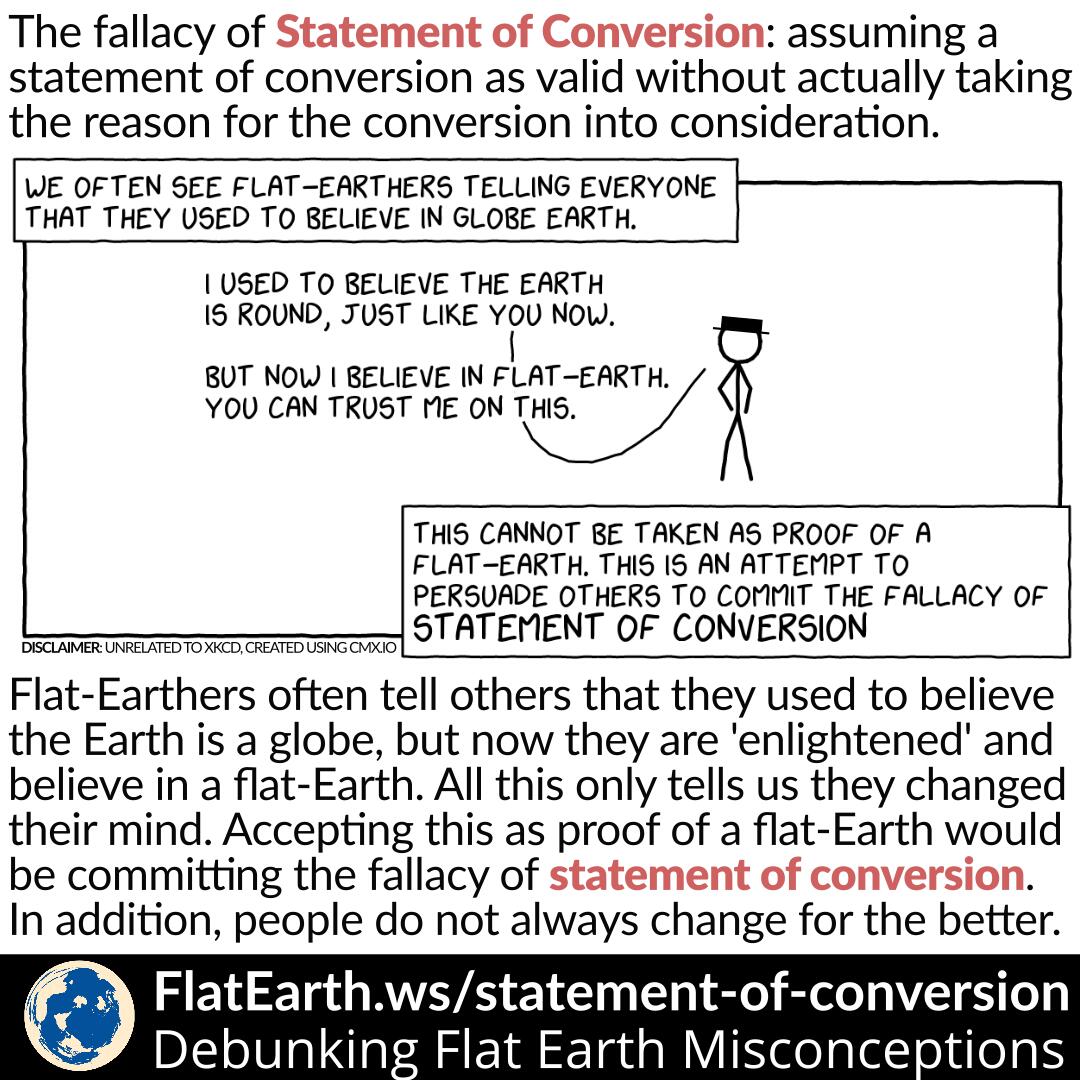 The fallacy of Statement of Conversion: assuming a
statement of conversion as valid without actually taking
the reason for the conversion into consideration.
WE OFTEN SEE FLAT-EARTHERS TELLING EVERYONE
THAT THEY USED TO BELIEVE IN GLOBE EARTH.
I USED TO BELIEVE THE EARTH
IS ROUND, JUST LIKE YOU NOW.
BUT NOW I BELIEVE IN FLAT-EARTH.
YOU CAN TRUST ME ON THIS.
THIS CANNOT BE TAKEN AS PROOF OF A
FLAT-EARTH. THIS IS AN ATTEMPT TO
PERSUADE OTHERS TO COMMIT THE FALLACY OF
STATEMENT OF CONVERSION
DISCLAIMER: UNRELATED TO XKCD, CREATED USING CMX.IO
Flat-Earthers often tell others that they used to believe
the Earth is a globe, but now they are 'enlightened' and
believe in a flat-Earth. All this only tells us they changed
their mind. Accepting this as proof of a flat-Earth would
be committing the fallacy of statement of conversion.
In addition, people do not always change for the better.
FlatEarth.ws/statement-of-conversion
Debunking Flat Earth Misconceptions